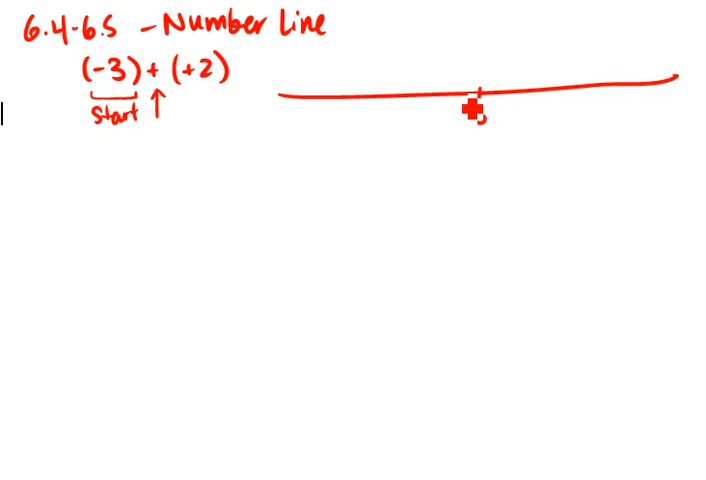 6.4-6.5 - Number Line
(-3) + (+2)
start ↑